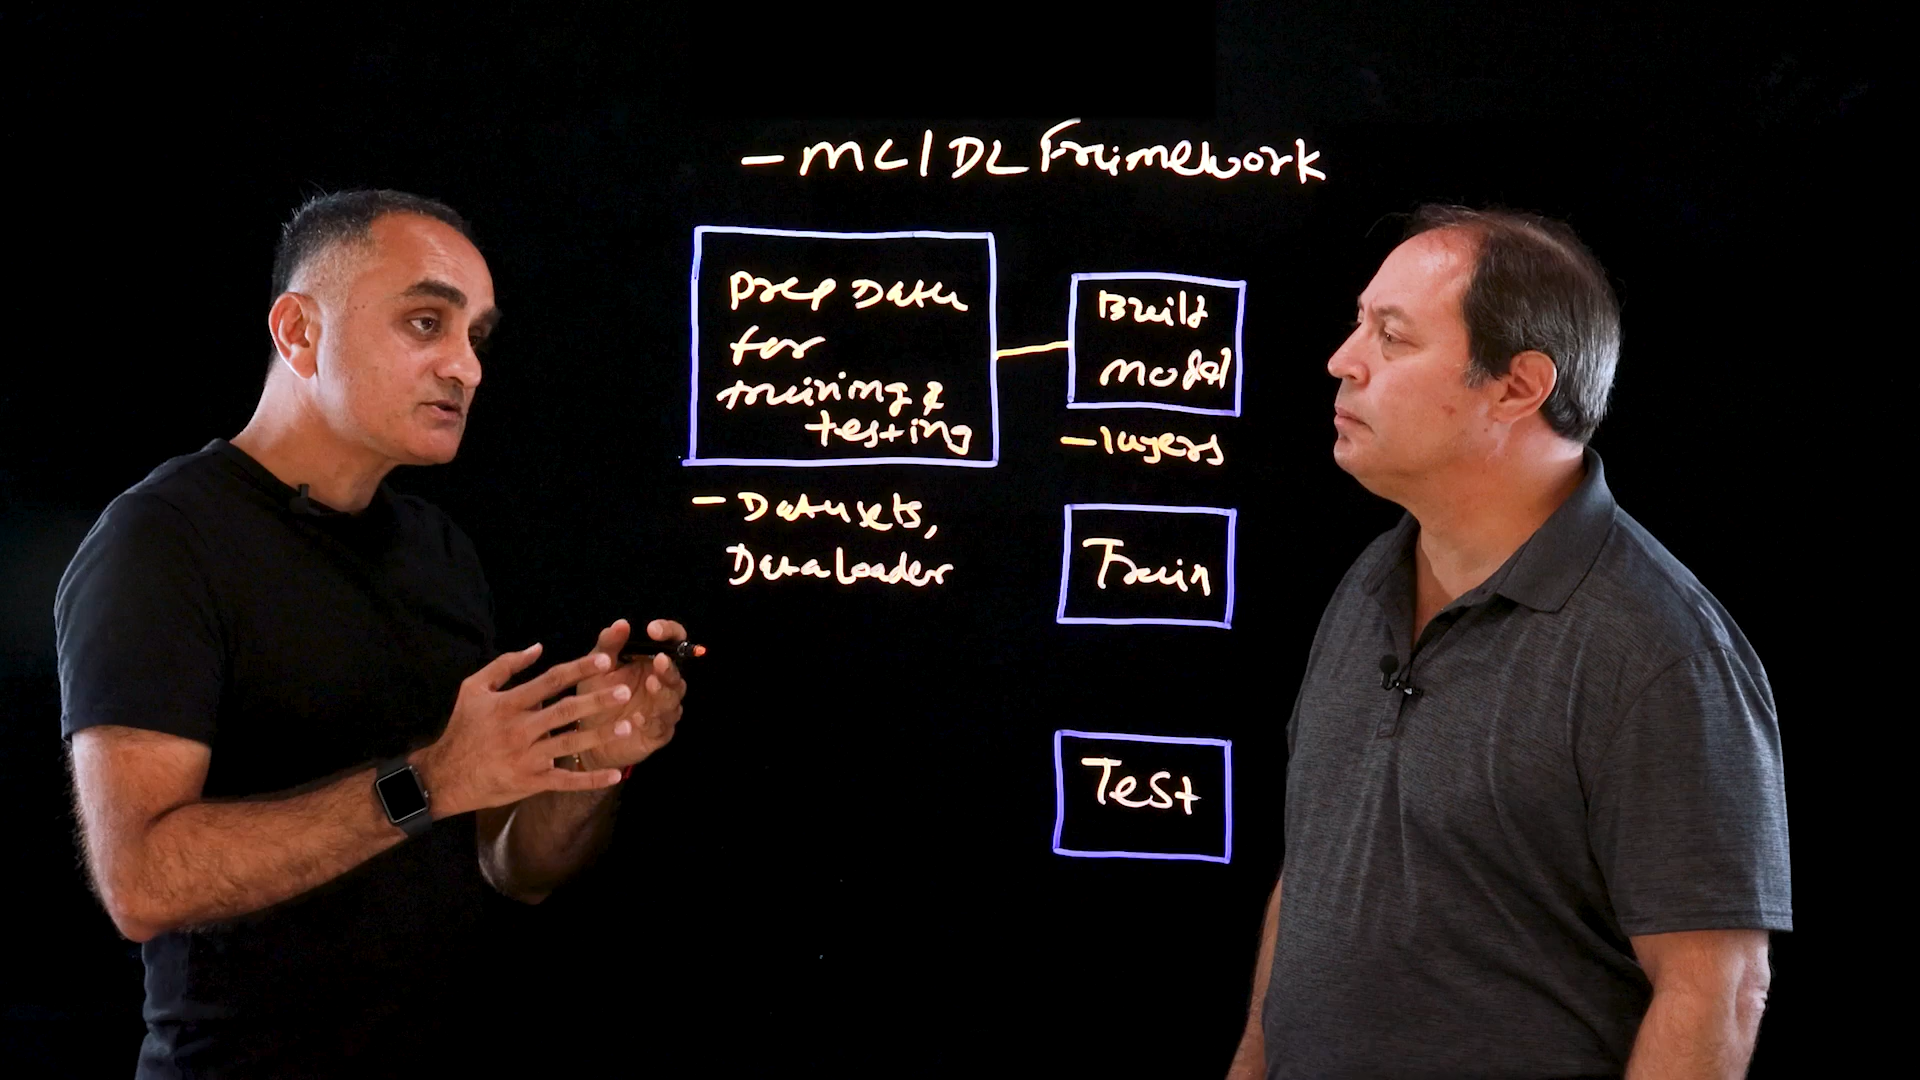 - ML/DL Framework
Prep Data
for
training &
testing
- Datasets,
Dataloader
Build
model
- layers
Train
Test